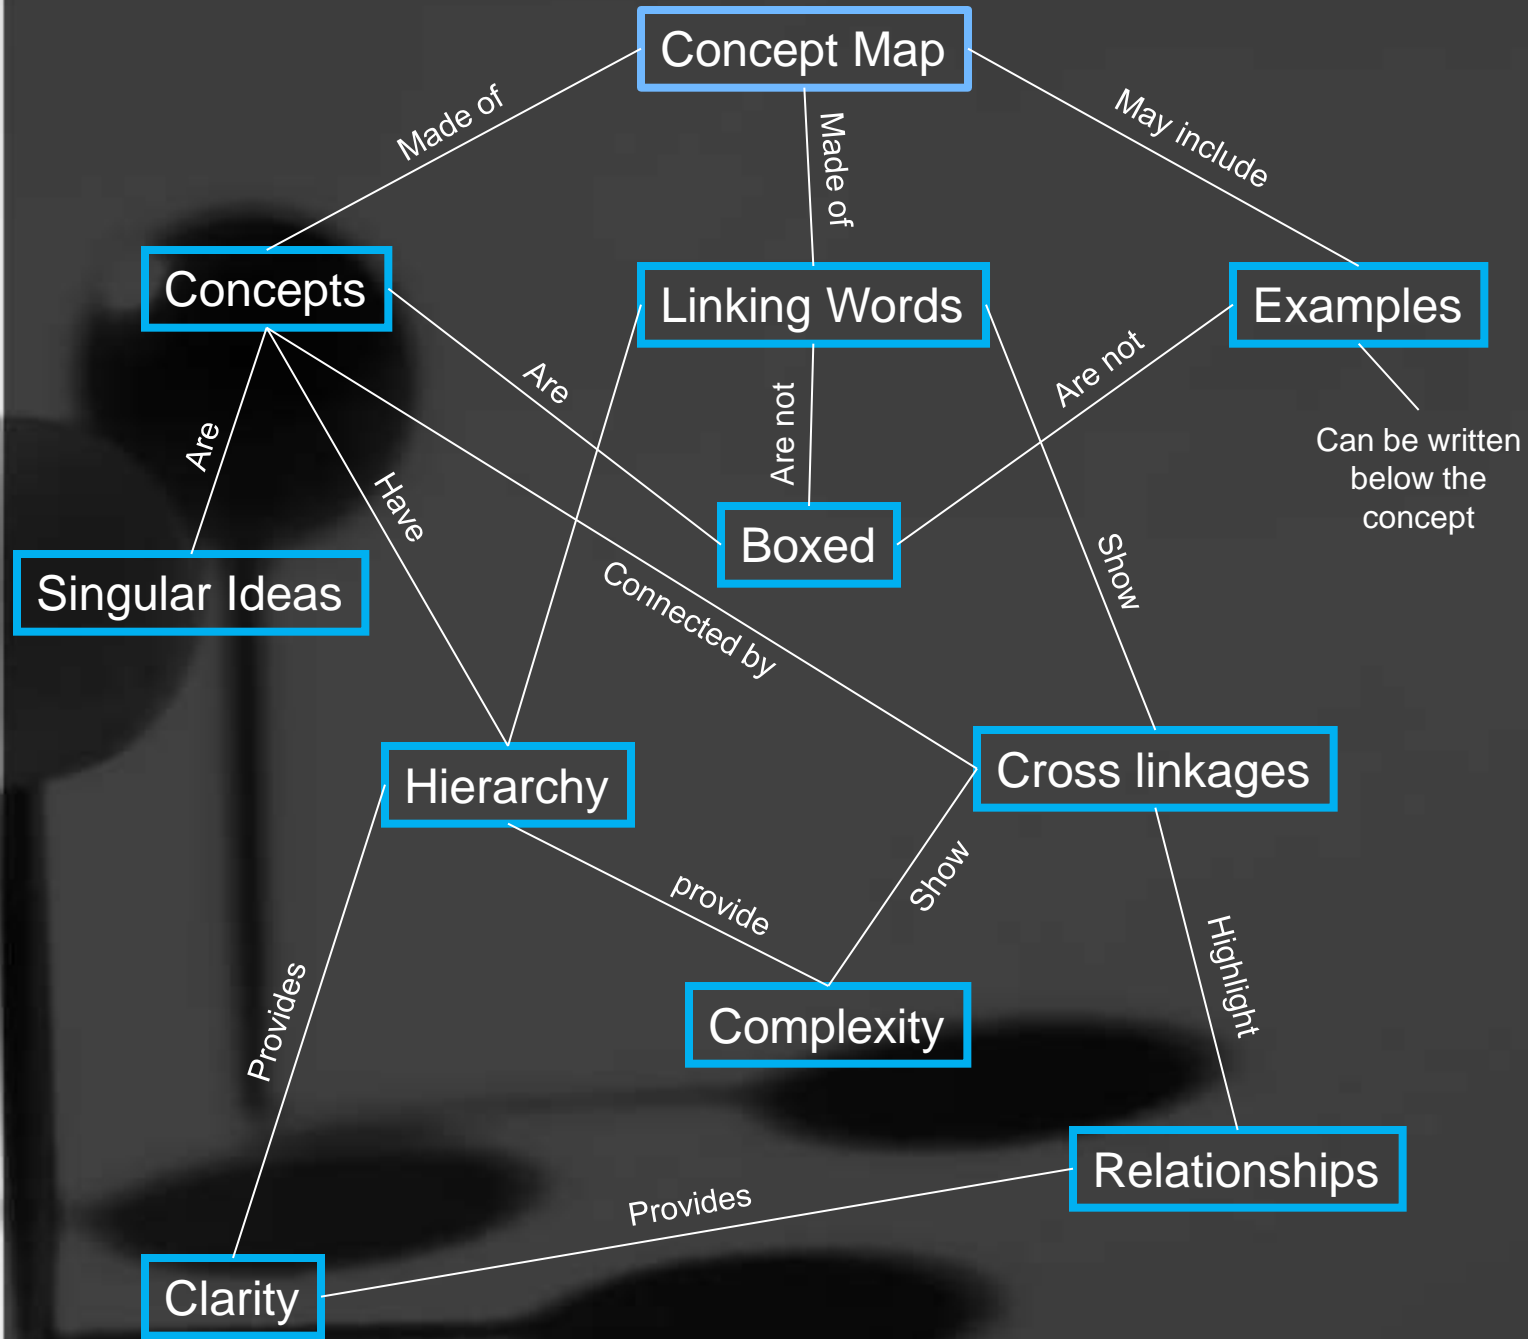 Concept Map
Made of
Made of
May include
Concepts
Linking Words
Examples
Are
Are not
Are not
Are
Have
Can be written
below the
concept
Boxed
Singular Ideas
Connected by
Show
Hierarchy
Cross linkages
provide
Show
Highlight
Provides
Complexity
Relationships
Provides
Clarity